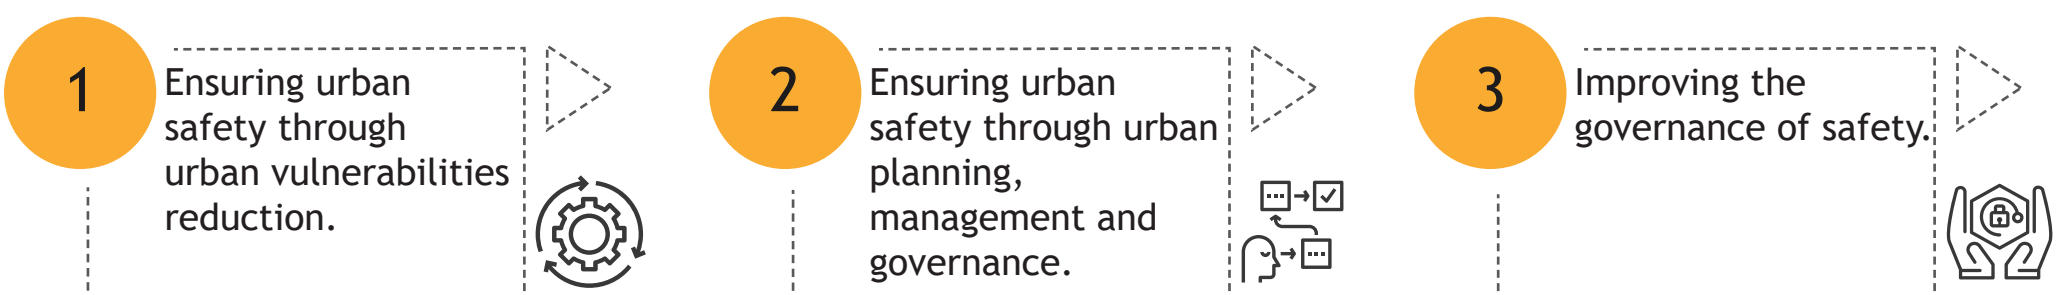 1
Ensuring urban
safety through
urban vulnerabilities
reduction.
2
Ensuring urban
safety through urban
planning,
management and
governance.
3
Improving the
governance of safety.